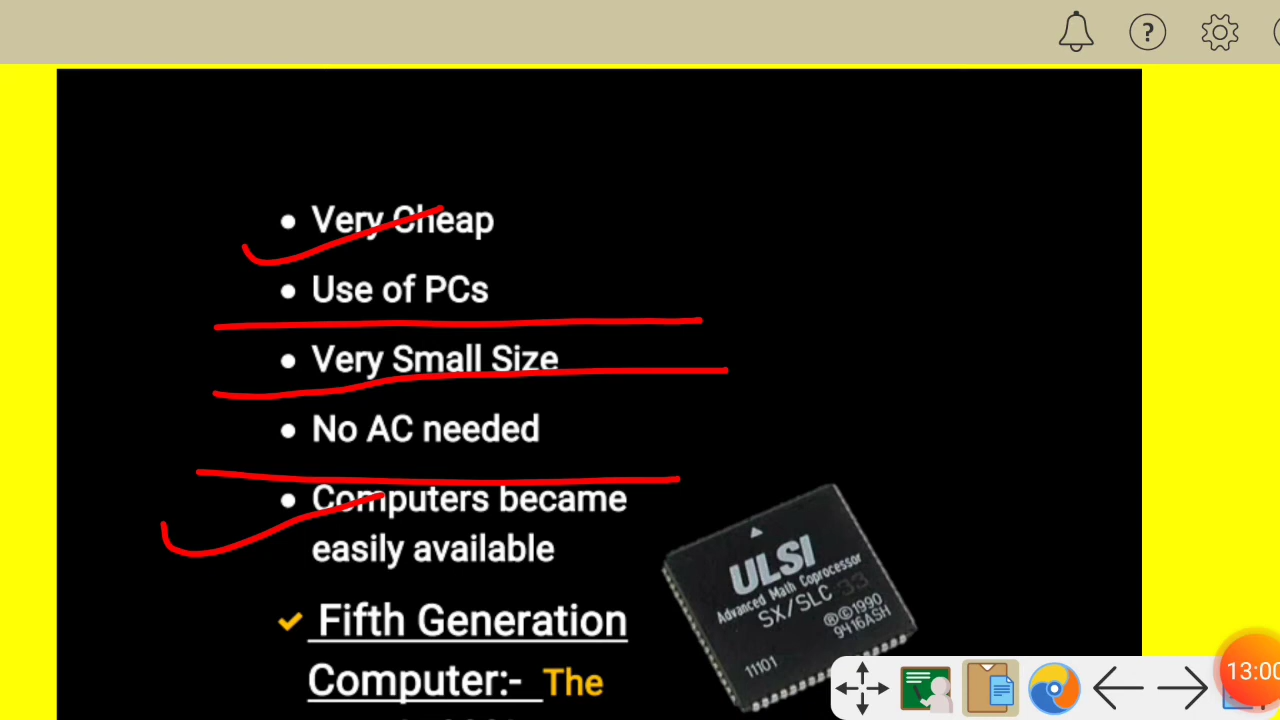 • Very Cheap
• Use of PCs
• Very Small Size
• No AC needed
• Computers became
easily available
✔ Fifth Generation
Computer:- The
ULSI
Advanced Math Coprocessor
SX/SLC 33
®©1990
9416ASH
11101
13:00